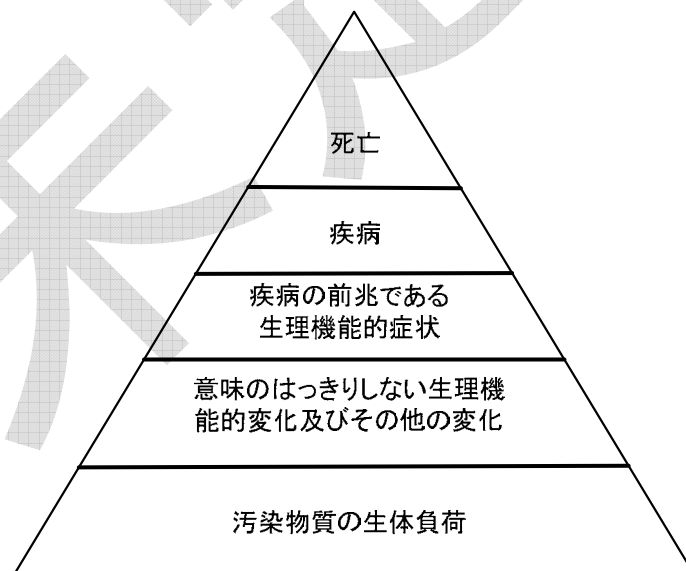 死亡
疾病
疾病の前兆である
生理機能的症状
意味のはっきりしない生理機
能的変化及びその他の変化
汚染物質の生体負荷